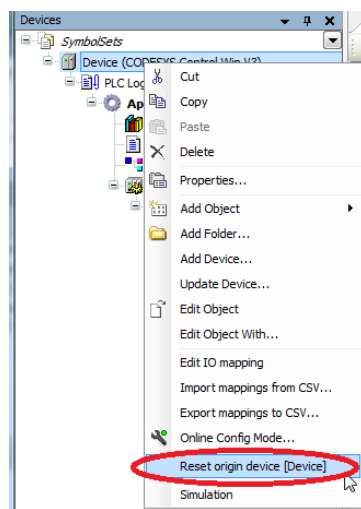 Devices
SymbolSets
Device (CODESYS Control Win V3)
PLC Log
Ap
Cut
Copy
Paste
Delete
Properties...
Add Object
Add Folder...
Add Device...
Update Device...
Edit Object
Edit Object With...
Edit IO mapping
Import mappings from CSV...
Export mappings to CSV...
Online Config Mode...
Reset origin device [Device]
Simulation